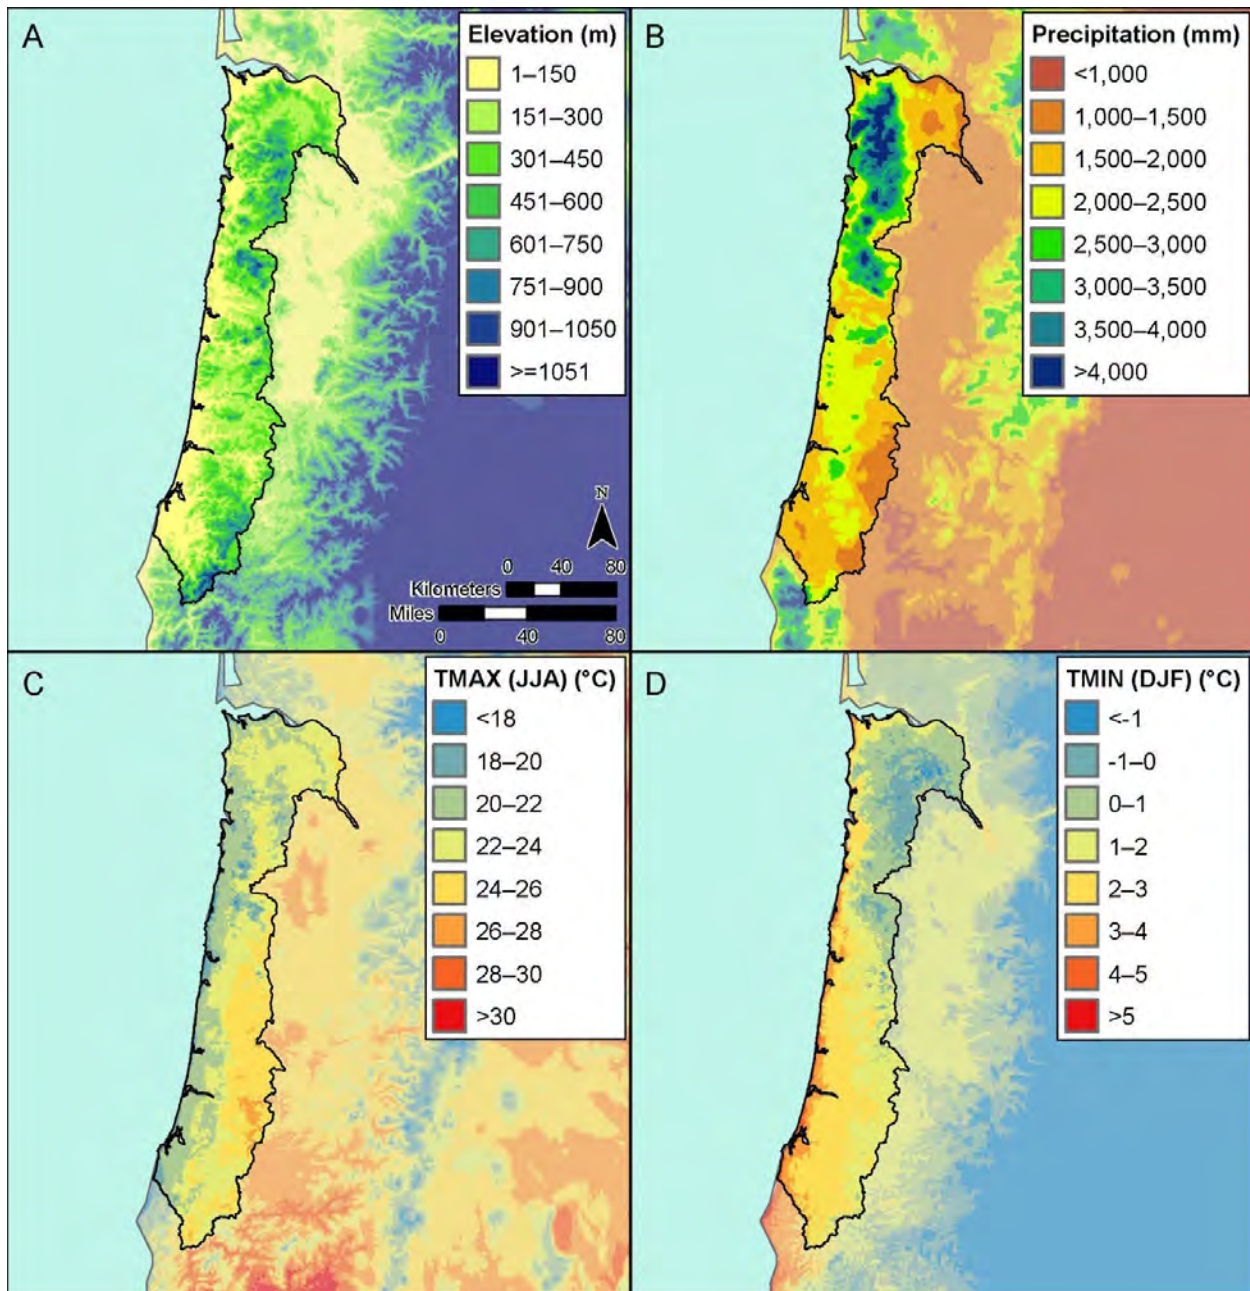 A
Elevation (m)
1–150
151–300
301–450
451–600
601–750
751–900
901–1050
>=1051
N
0 40 80
Kilometers
Miles
0 40 80
B
Precipitation (mm)
<1,000
1,000–1,500
1,500–2,000
2,000–2,500
2,500–3,000
3,000–3,500
3,500–4,000
>4,000
C
TMAX (JJA) (°C)
<18
18–20
20–22
22–24
24–26
26–28
28–30
>30
D
TMIN (DJF) (°C)
<-1
-1–0
0–1
1–2
2–3
3–4
4–5
>5